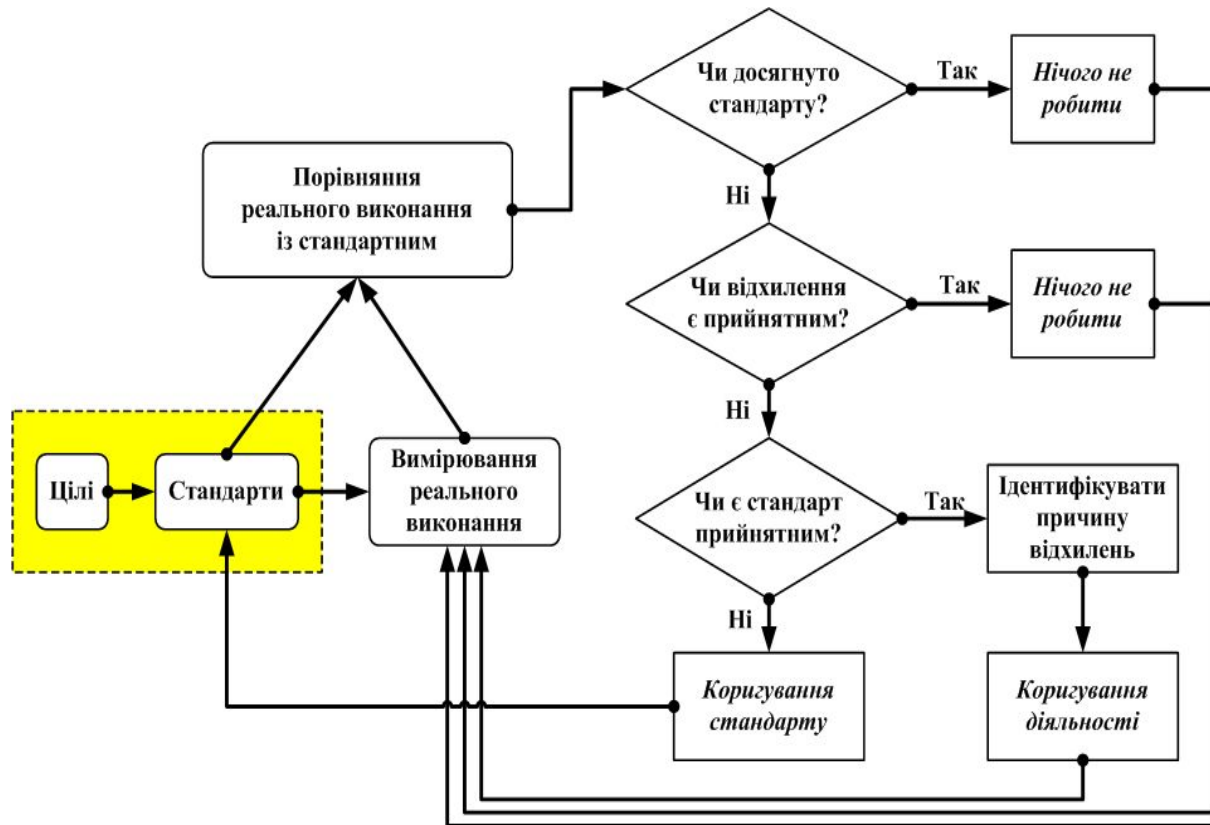 Чи досягнуто
стандарту?
Так
Нічого не
робити
Порівняння
реального виконання
із стандартним
Ні
Чи відхилення
є прийнятним?
Так
Нічого не
робити
Ні
Цілі
Стандарти
Вимірювання
реального
виконання
Чи є стандарт
прийнятним?
Так
Ідентифікувати
причину
відхилень
Ні
Коригування
стандарту
Коригування
діяльності